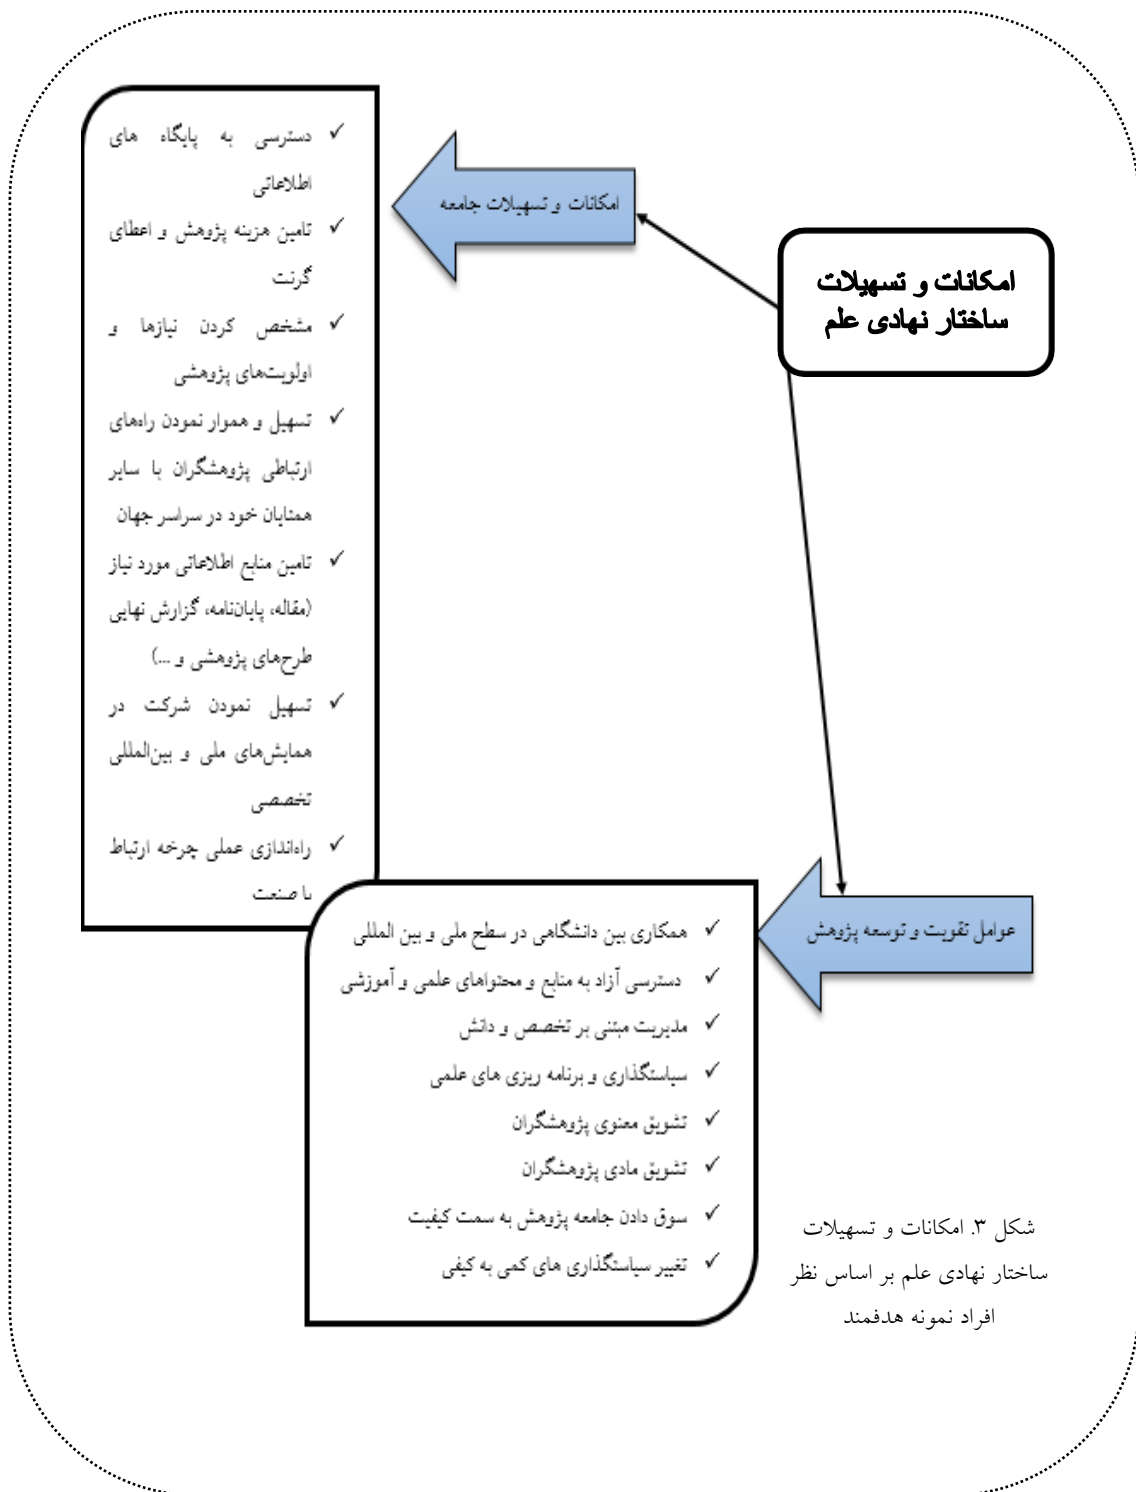 امکانات و تسهیلات
ساختار نهادی علم
امکانات و تسهیلات جامعه
✓ دسترسی به پایگاه های
اطلاعاتی
✓ تامین هزینه پژوهش و اعطای
گرنت
✓ مشخص کردن نیازها و
اولویت‌های پژوهشی
✓ تسهیل و هموار نمودن راه‌های
ارتباطی پژوهشگران با سایر
همتایان خود در سراسر جهان
✓ تامین منابع اطلاعاتی مورد نیاز
(مقاله، پایان‌نامه، گزارش نهایی
طرح‌های پژوهشی و ...)
✓ تسهیل نمودن شرکت در
همایش‌های ملی و بین‌المللی
تخصصی
✓ راه‌اندازی عملی چرخه ارتباط
با صنعت
عوامل تقویت و توسعه پژوهش
✓ همکاری بین دانشگاهی در سطح ملی و بین المللی
✓ دسترسی آزاد به منابع و محتواهای علمی و آموزشی
✓ مدیریت مبتنی بر تخصص و دانش
✓ سیاستگذاری و برنامه ریزی های علمی
✓ تشویق معنوی پژوهشگران
✓ تشویق مادی پژوهشگران
✓ سوق دادن جامعه پژوهش به سمت کیفیت
✓ تغییر سیاستگذاری های کمی به کیفی
شکل ۳. امکانات و تسهیلات
ساختار نهادی علم بر اساس نظر
افراد نمونه هدفمند